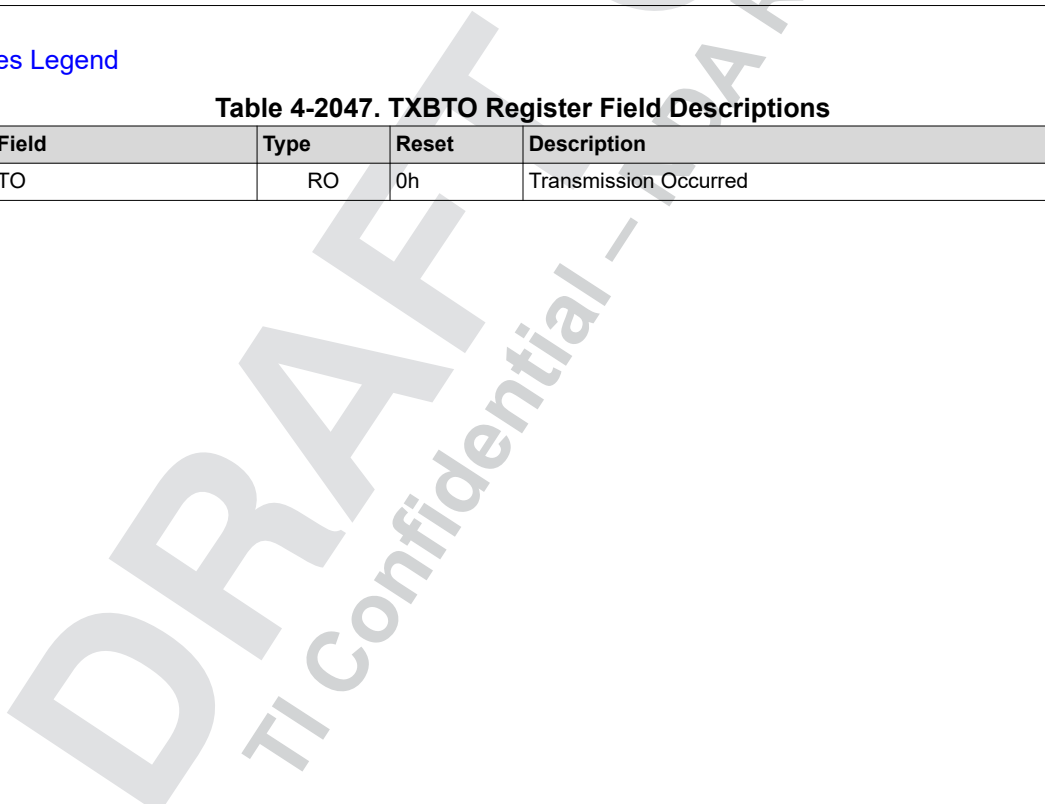 es Legend
Table 4-2047. TXBTO Register Field Descriptions
Field Type Reset Description
TO RO 0h Transmission Occurred
DRAFT
TI Confidential – NDA R